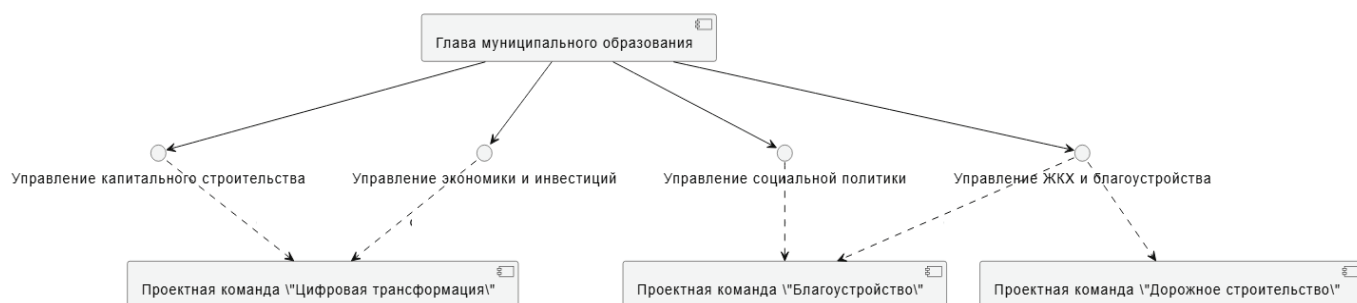 Глава муниципального образования
Управление капитального строительства
Управление экономики и инвестиций
Управление социальной политики
Управление ЖКХ и благоустройства
Проектная команда \"Цифровая трансформация\"
Проектная команда \"Благоустройство\"
Проектная команда \"Дорожное строительство\"